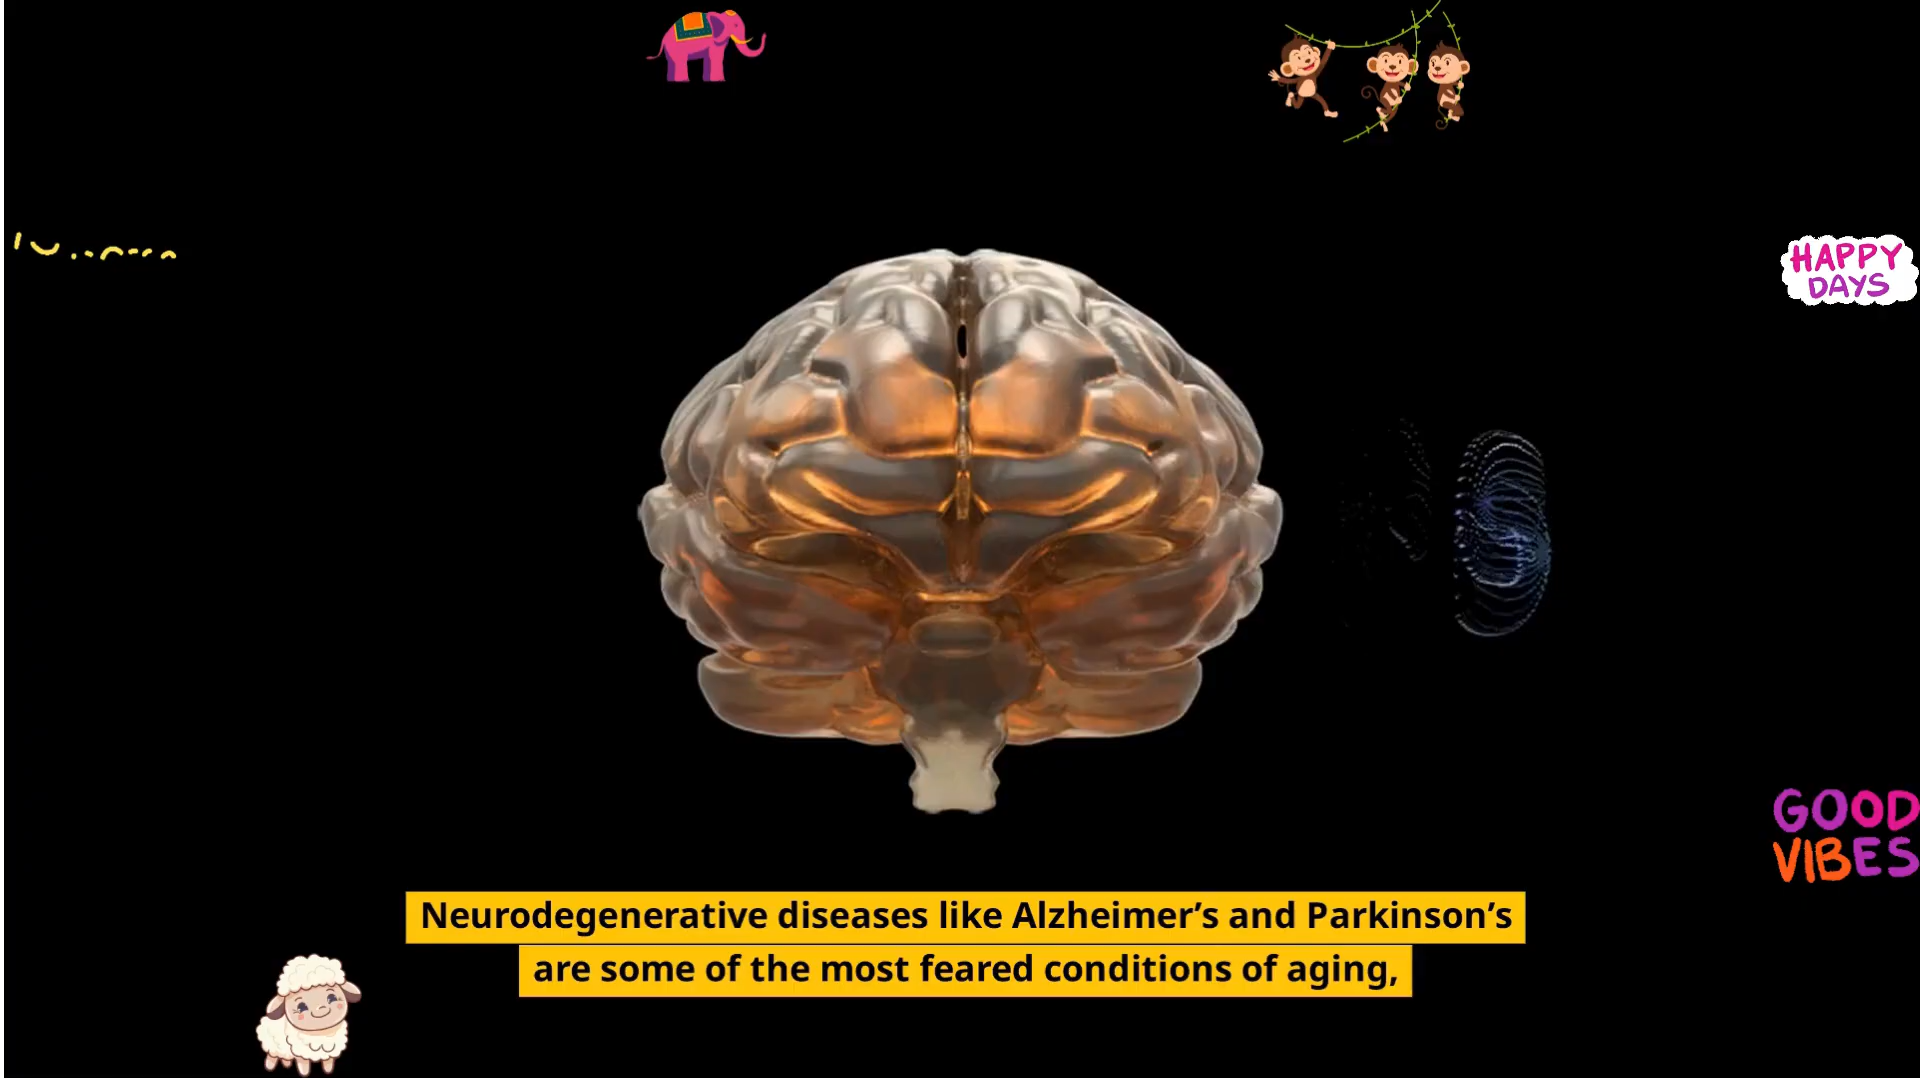 HAPPY
DAYS
GOOD
VIBES
Neurodegenerative diseases like Alzheimer’s and Parkinson’s
are some of the most feared conditions of aging,